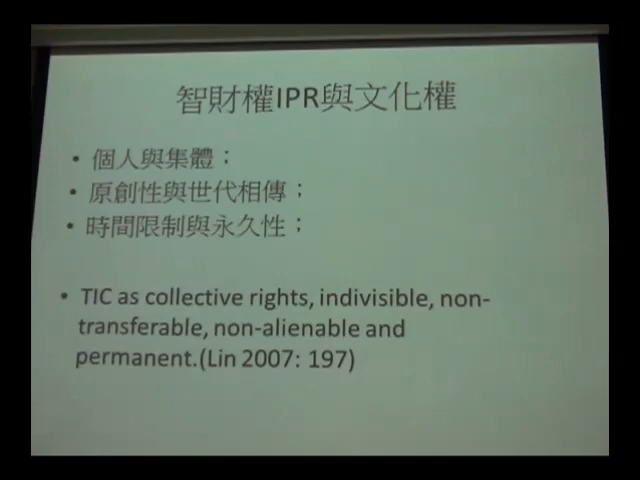 智財權IPR與文化權
• 個人與集體；
• 原創性與世代相傳；
• 時間限制與永久性；
• TIC as collective rights, indivisible, non-
transferable, non-alienable and
permanent.(Lin 2007: 197)